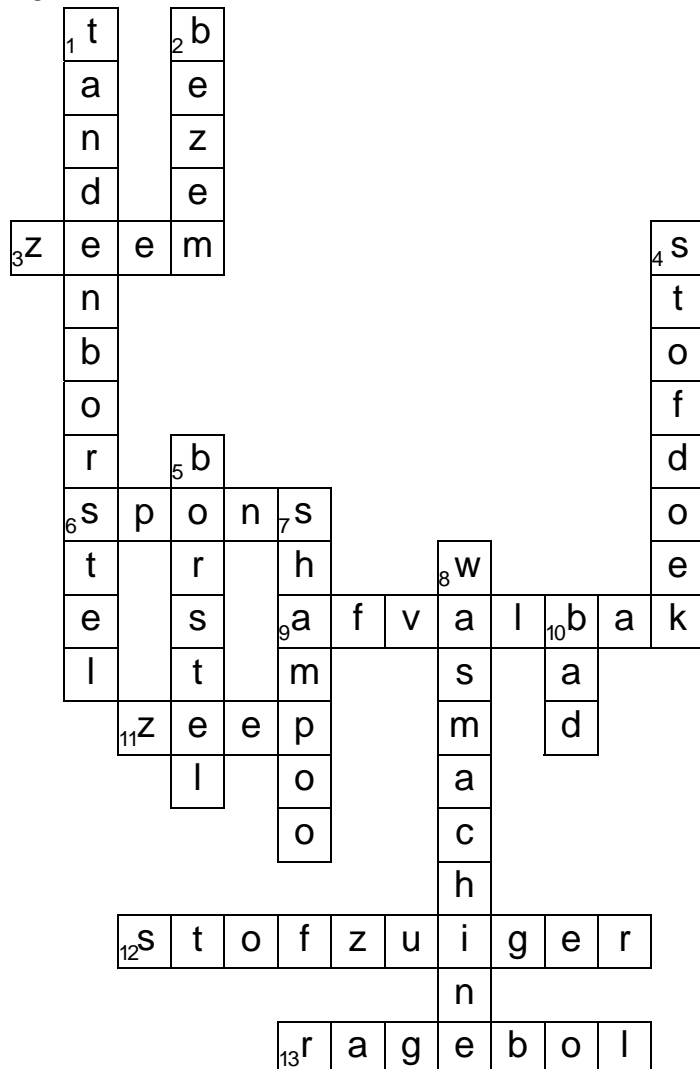 1 t 2 b
a e
n z
d e
3 z e e m 4 s
n t
b o
o f
r 5 b d
6 s p o n 7 s o
t r h 8 w e
e s 9 a f v a l 10 b a k
l t m s a
11 z e e p m d
l o a
o c
h
12 s t o f z u i g e r
n
13 r a g e b o l